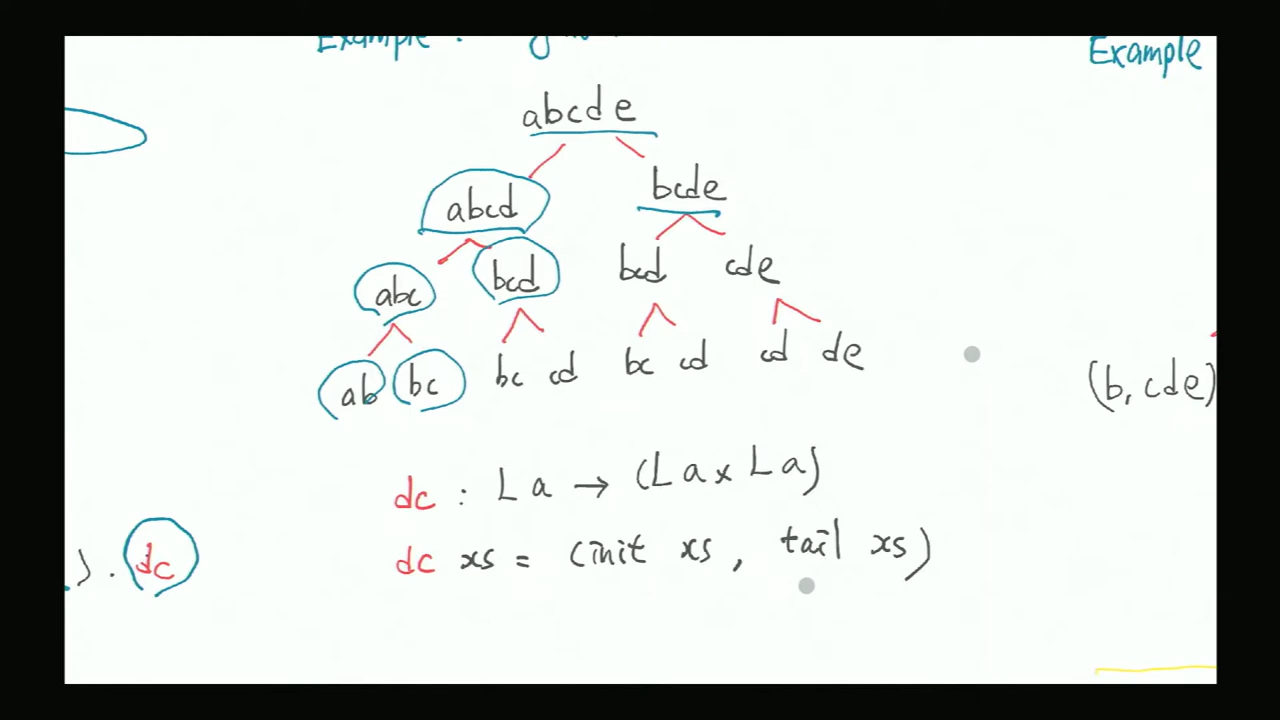 Example :
Example
abcde
abcd bcde
abc bcd bcd cde
ab bc bc cd bc cd cd de
(b, cde)
dc : L a → (L a × L a)
) . dc
dc xs = (init xs, tail xs)